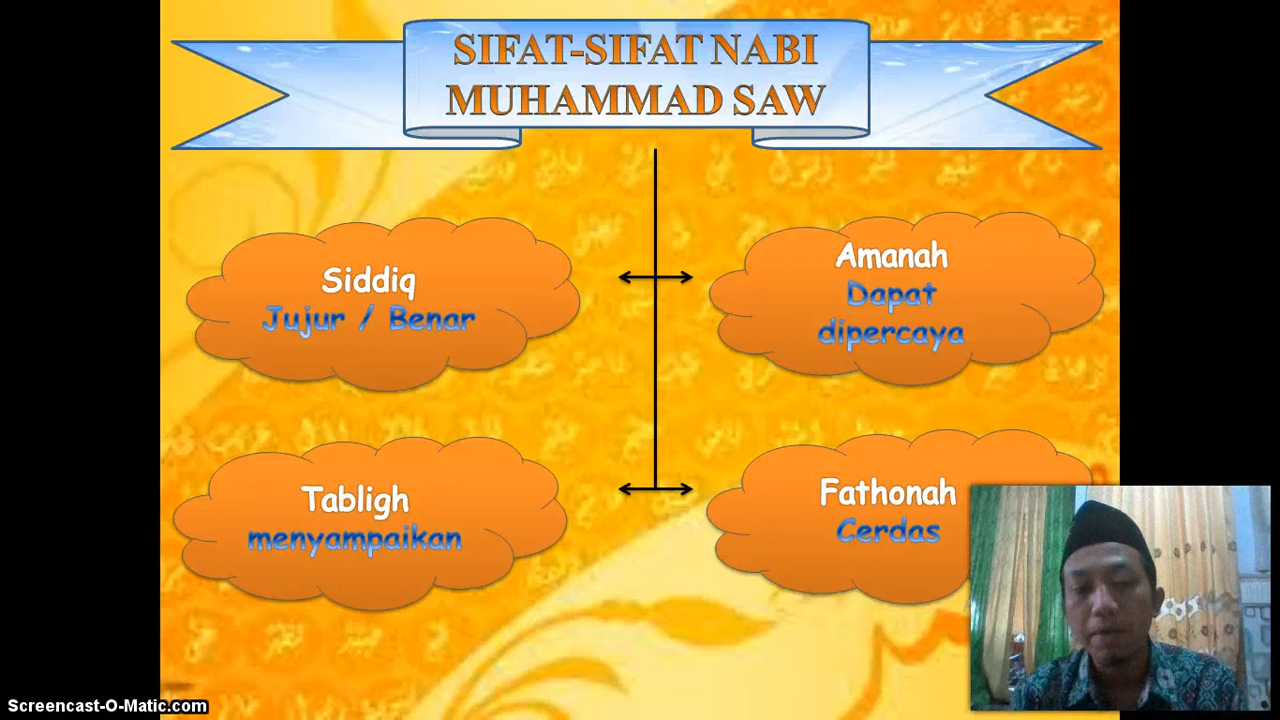 SIFAT-SIFAT NABI
MUHAMMAD SAW
Siddiq
Jujur / Benar
Amanah
Dapat
dipercaya
Tabligh
menyampaikan
Fathonah
Cerdas
Screencast-O-Matic.com